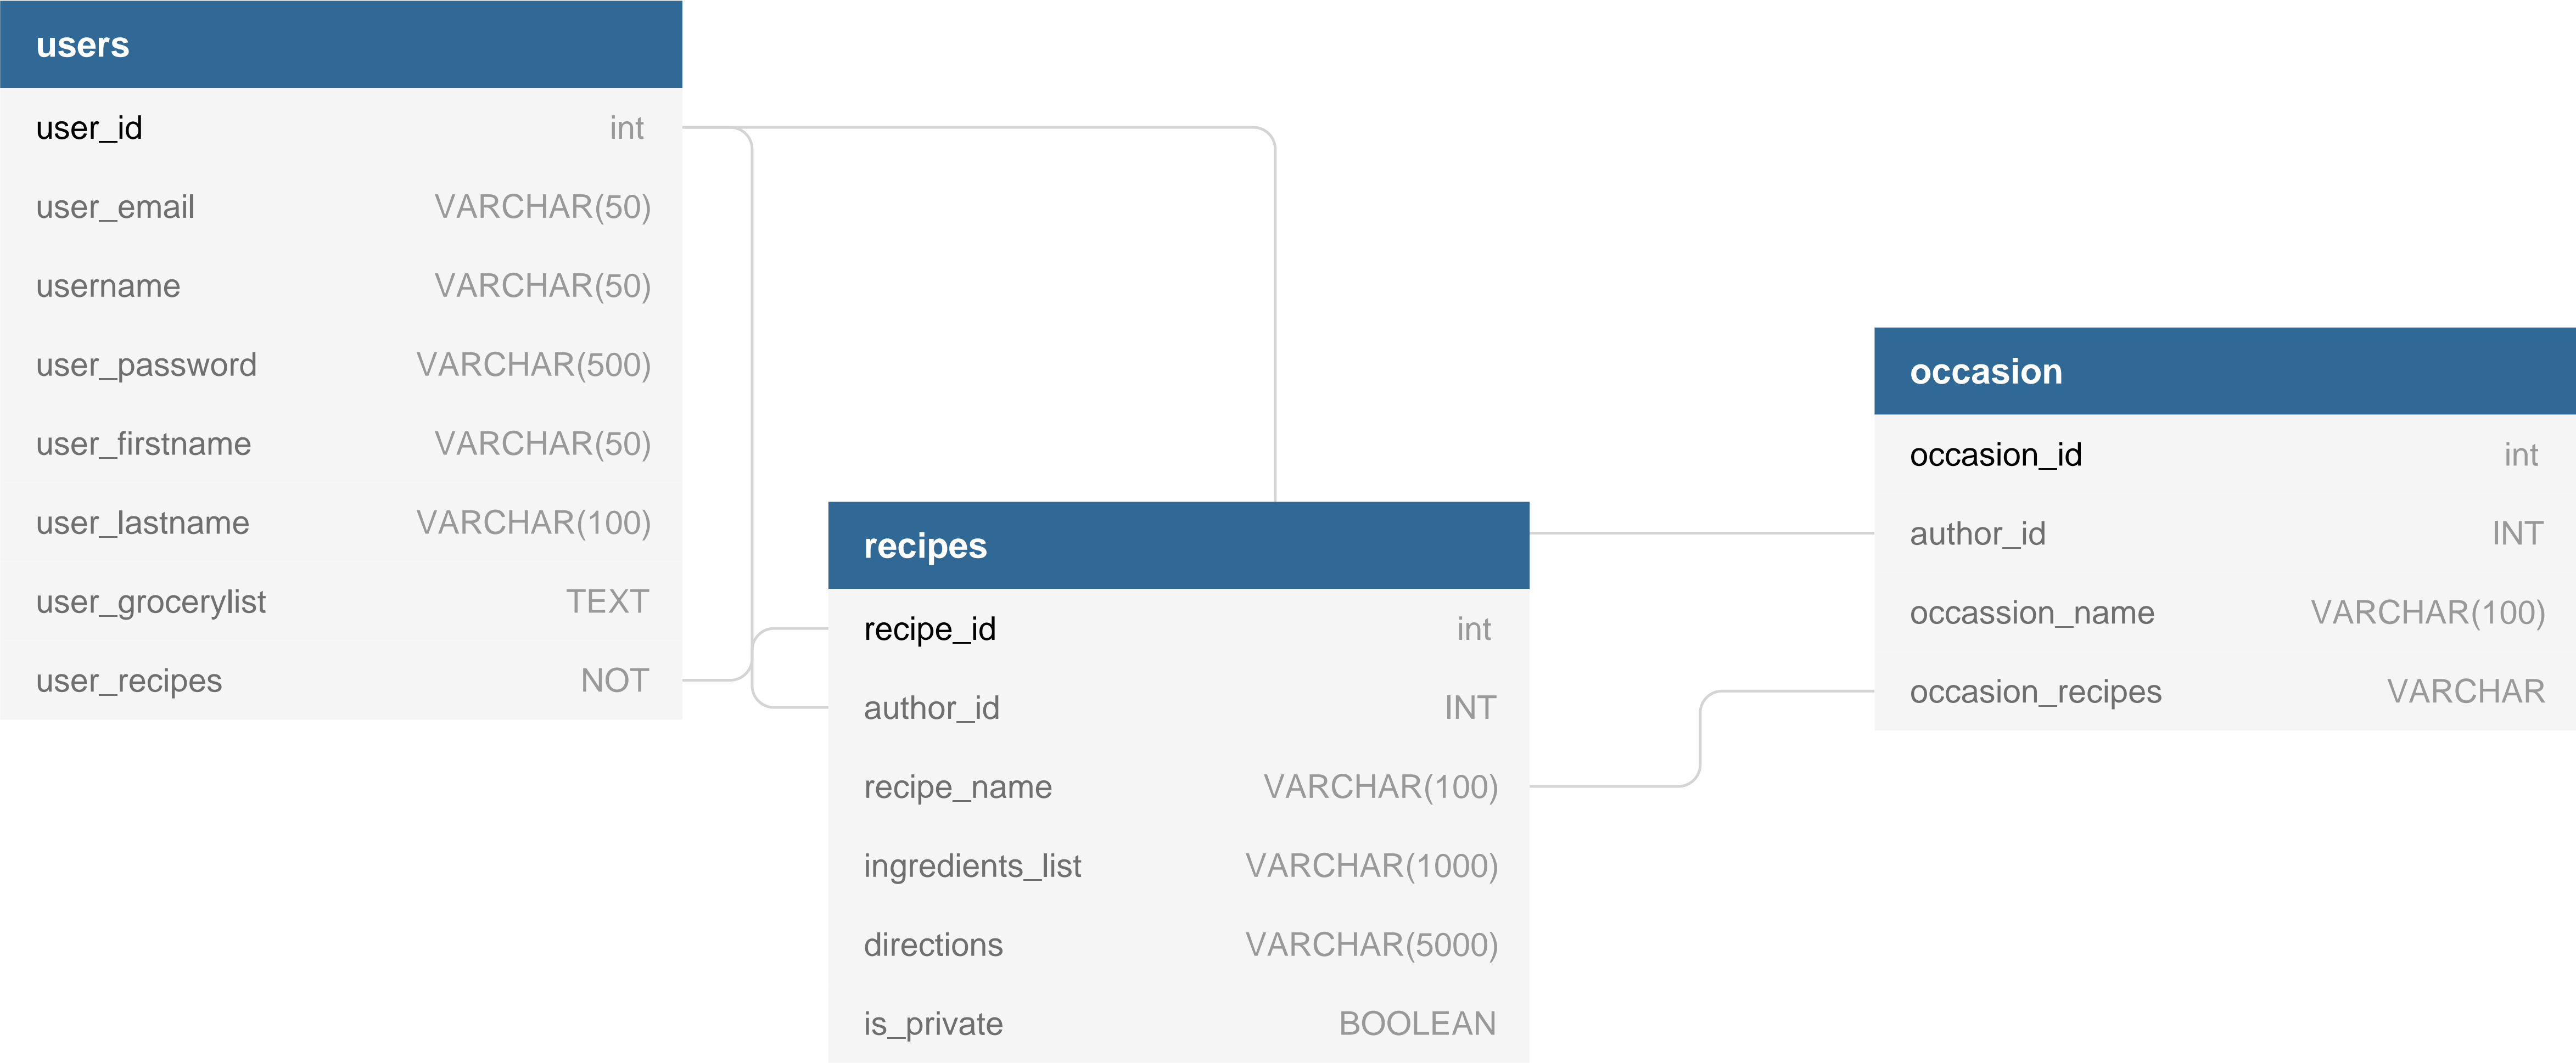 users
user_id int
user_email VARCHAR(50)
username VARCHAR(50)
user_password VARCHAR(500)
user_firstname VARCHAR(50)
user_lastname VARCHAR(100)
user_grocerylist TEXT
user_recipes NOT
recipes
recipe_id int
author_id INT
recipe_name VARCHAR(100)
ingredients_list VARCHAR(1000)
directions VARCHAR(5000)
is_private BOOLEAN
occasion
occasion_id int
author_id INT
occassion_name VARCHAR(100)
occasion_recipes VARCHAR